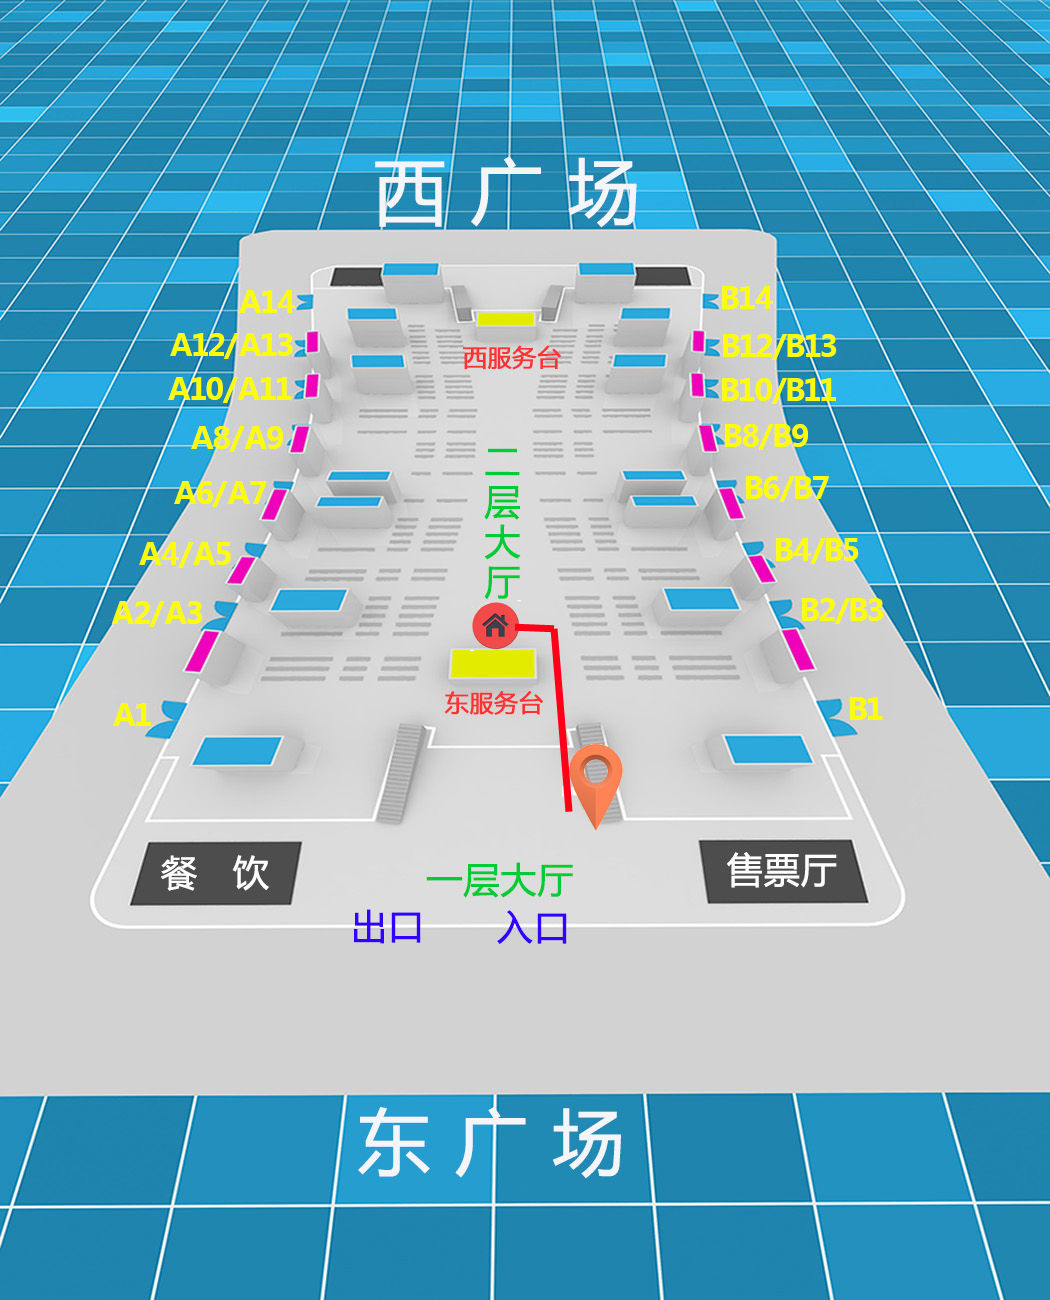 西广场
A14
B14
A12/A13
西服务台
B12/B13
A10/A11
B10/B11
A8/A9
B8/B9
A6/A7
二层大厅
B6/B7
A4/A5
B4/B5
A2/A3
B2/B3
东服务台
A1
B1
餐 饮
一层大厅
售票厅
出口
入口
东广场